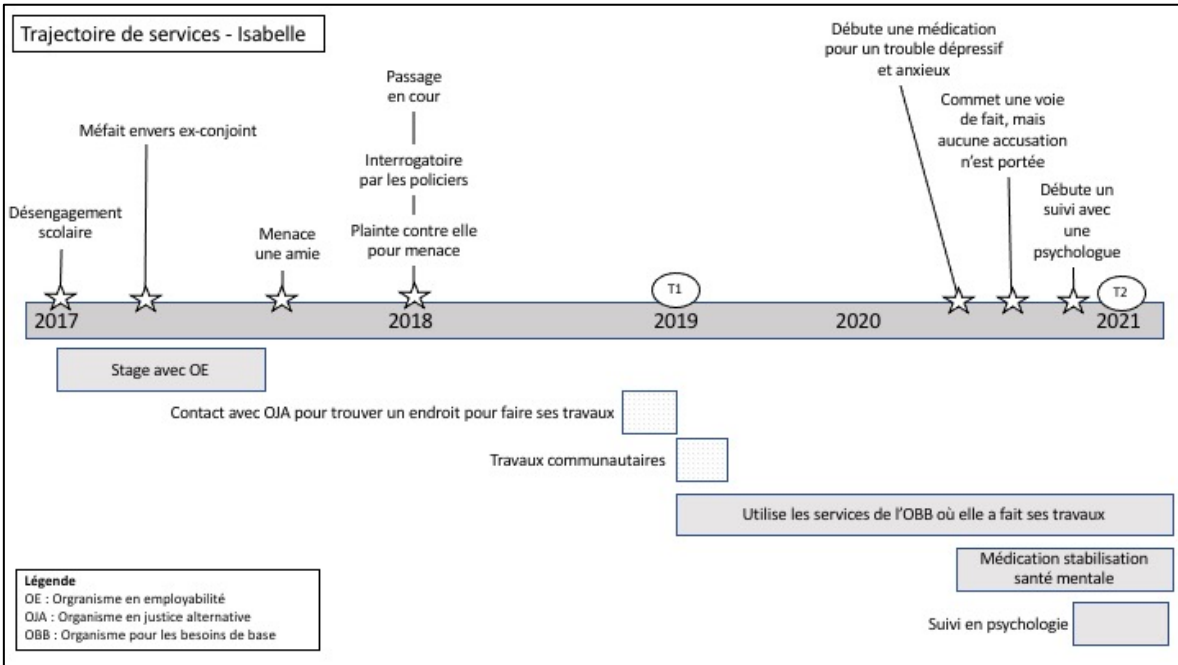 Trajectoire de services - Isabelle
Désengagement
scolaire
Méfait envers ex-conjoint
Menace
une amie
Passage
en cour
Interrogatoire
par les policiers
Plainte contre elle
pour menace
Débute une médication
pour un trouble dépressif
et anxieux
Commet une voie
de fait, mais
aucune accusation
n'est portée
Débute un
suivi avec
une
psychologue
T1
T2
2017
2018
2019
2020
2021
Stage avec OE
Contact avec OJA pour trouver un endroit pour faire ses travaux
Travaux communautaires
Utilise les services de l'OBB où elle a fait ses travaux
Médication stabilisation
santé mentale
Suivi en psychologie
Légende
OE : Orgranisme en employabilité
OJA : Organisme en justice alternative
OBB : Organisme pour les besoins de base